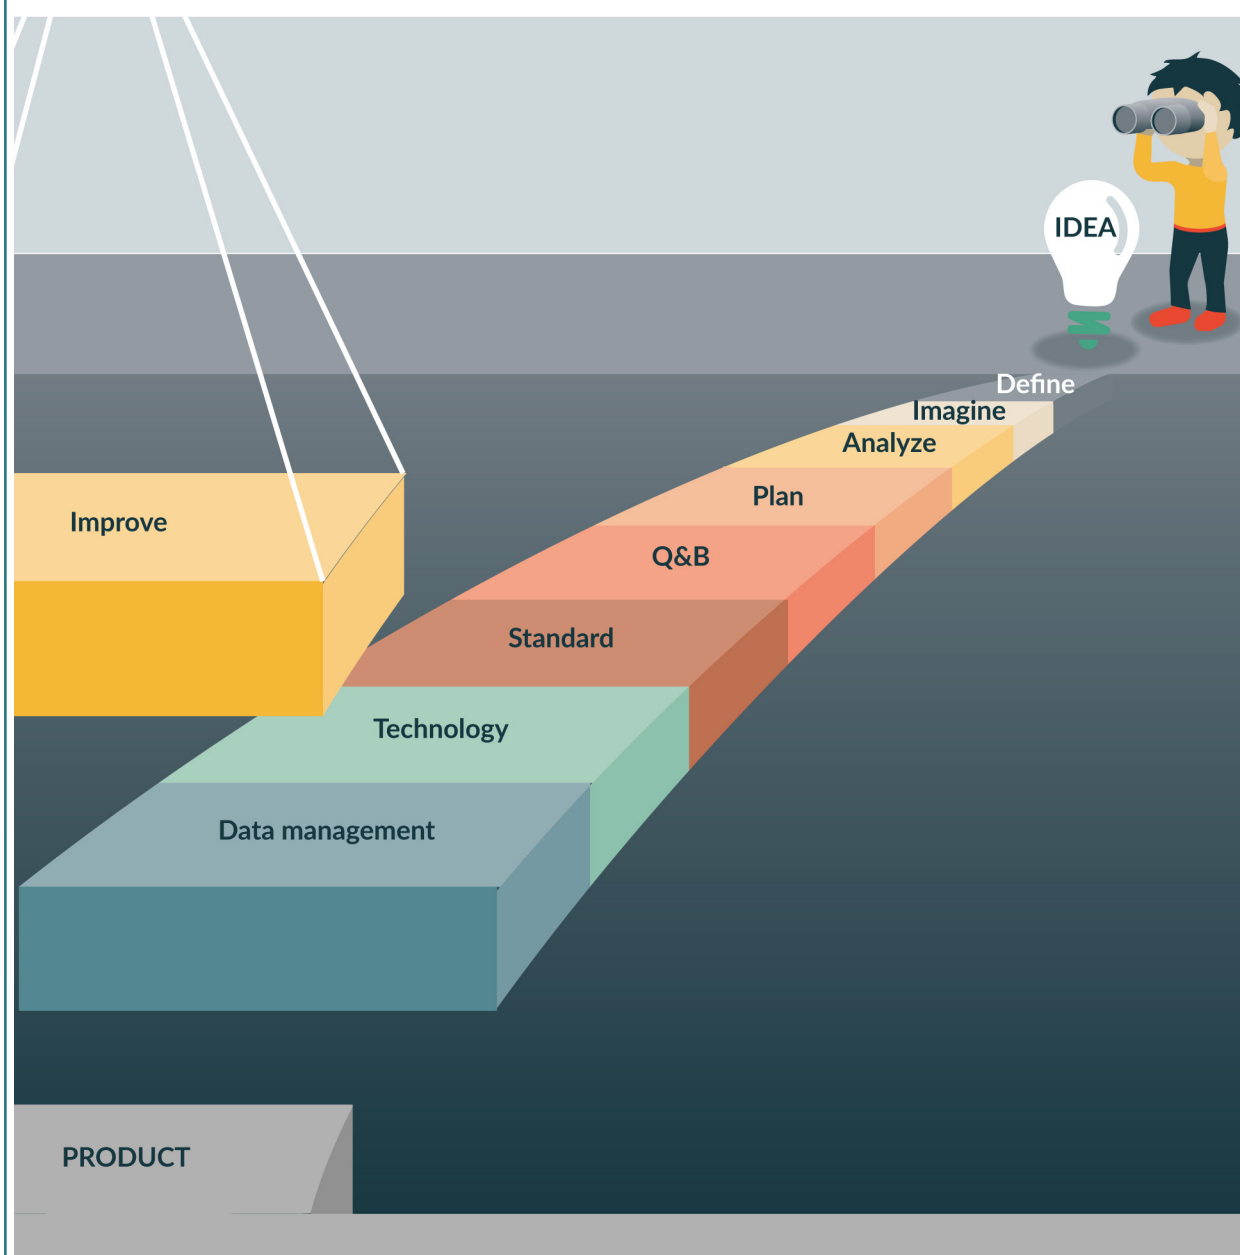 IDEA
Define
Imagine
Analyze
Plan
Improve
Q&B
Standard
Technology
Data management
PRODUCT